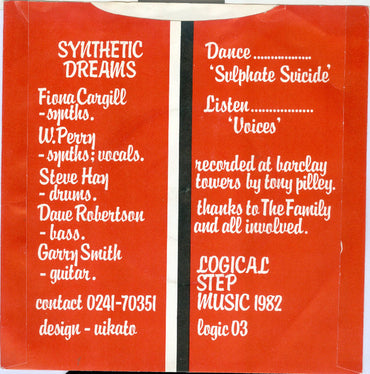 SYNTHETIC
DREAMS
Fiona Cargill
- synths.
W.Perry
- synths; vocals.
Steve Hay
- drums.
Dave Robertson
- bass.
Garry Smith
- guitar.
contact 0241-70351
design - vikato
Dance .................
'Sulphate Suicide'
Listen .................
'Voices'
recorded at barclay
towers by tony pilley.
thanks to The Family
and all involved.
LOGICAL
STEP
MUSIC 1982
logic 03